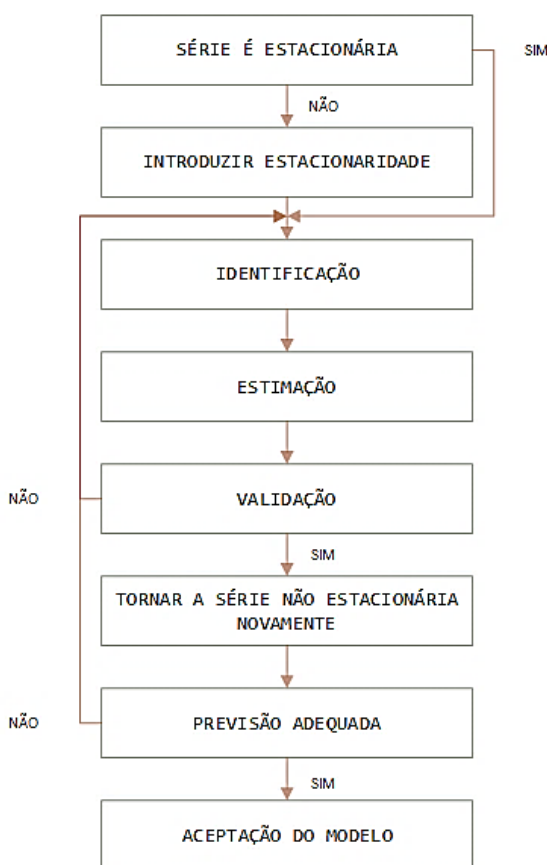 SÉRIE É ESTACIONÁRIA
SIM
NÃO
INTRODUZIR ESTACIONARIDADE
IDENTIFICAÇÃO
ESTIMAÇÃO
NÃO
VALIDAÇÃO
SIM
TORNAR A SÉRIE NÃO ESTACIONÁRIA
NOVAMENTE
NÃO
PREVISÃO ADEQUADA
SIM
ACEPTAÇÃO DO MODELO